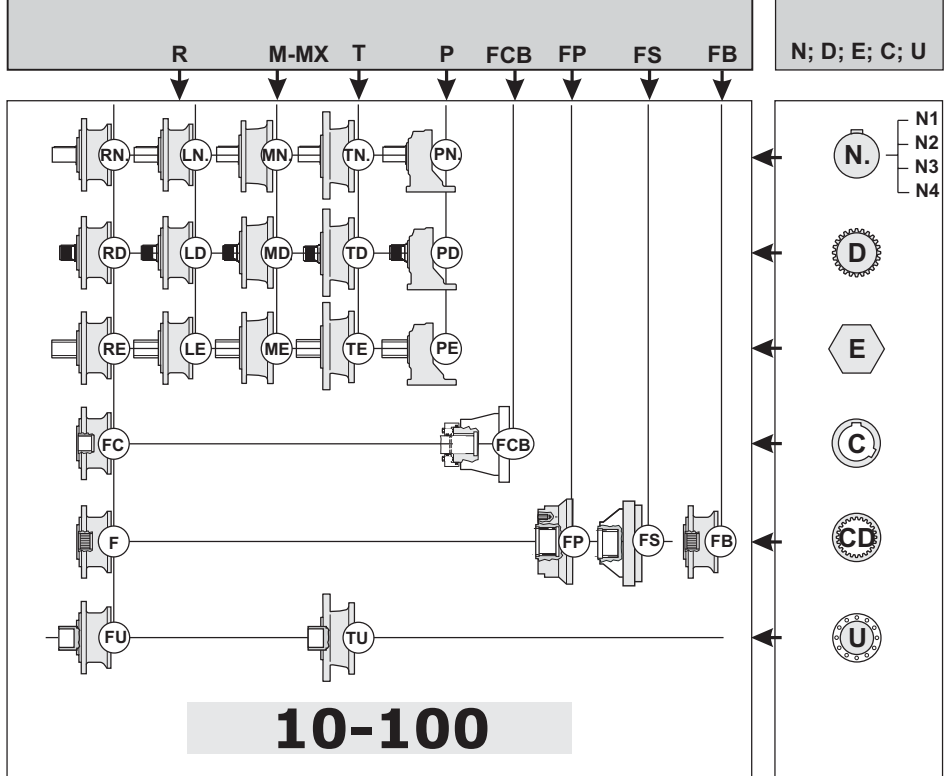 R M-MX T P FCB FP FS FB N; D; E; C; U
RN. LN. MN. TN. PN. N. N1
N2
N3
N4
RD LD MD TD PD D
RE LE ME TE PE E
FC FCB C
F FP FS FB CD
FU TU U
10-100